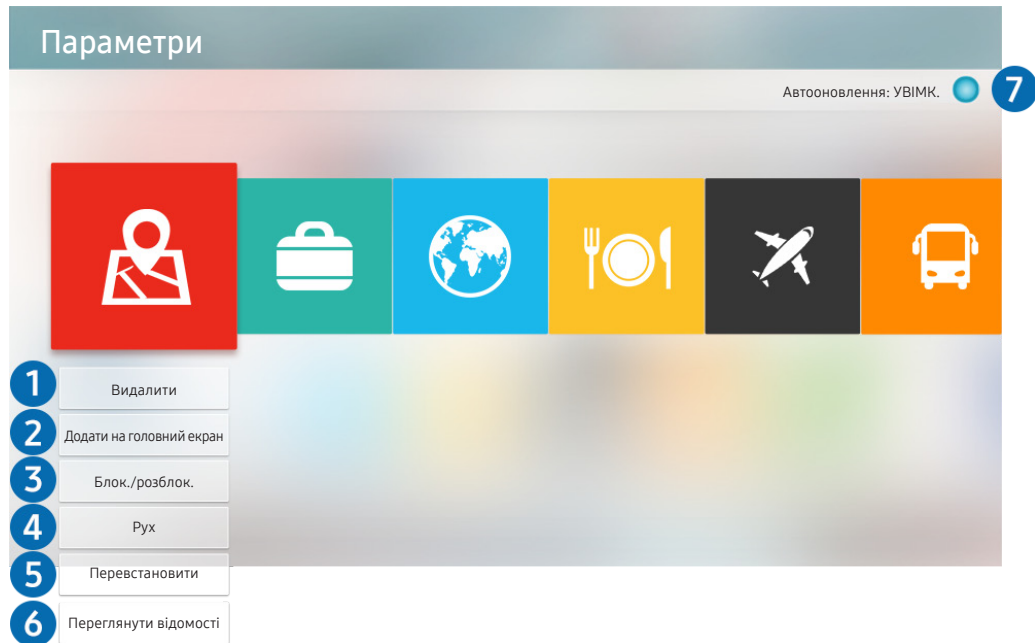 Параметри
Автооновлення: УВІМК. 7
1 Видалити
2 Додати на головний екран
3 Блок./розблок.
4 Рух
5 Перевстановити
6 Переглянути відомості